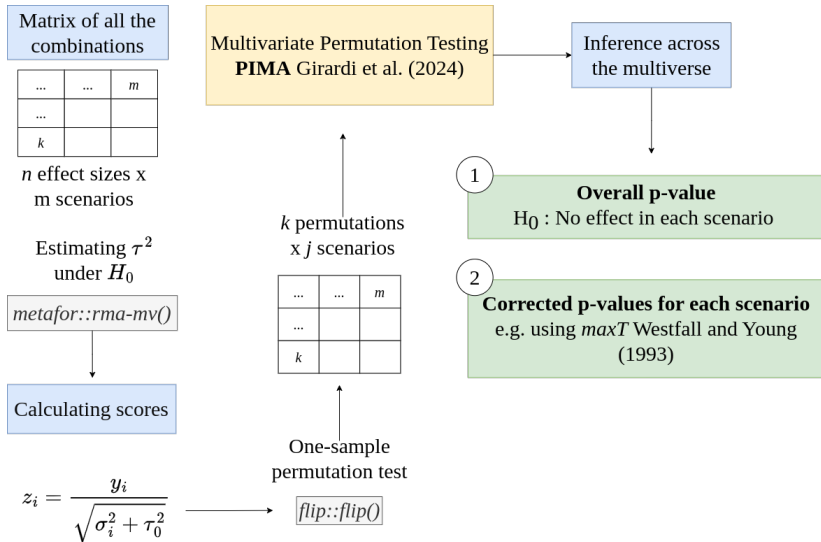 Matrix of all the
combinations
... ... m
...
k
n effect sizes x
m scenarios
Estimating τ²
under H₀
metafor::rma-mv()
Calculating scores
zᵢ = yᵢ / √(σᵢ² + τ₀²)
One-sample
permutation test
flip::flip()
k permutations
x j scenarios
... ... m
...
k
Multivariate Permutation Testing
PIMA Girardi et al. (2024)
Inference across
the multiverse
1
Overall p-value
H₀ : No effect in each scenario
2
Corrected p-values for each scenario
e.g. using maxT Westfall and Young
(1993)